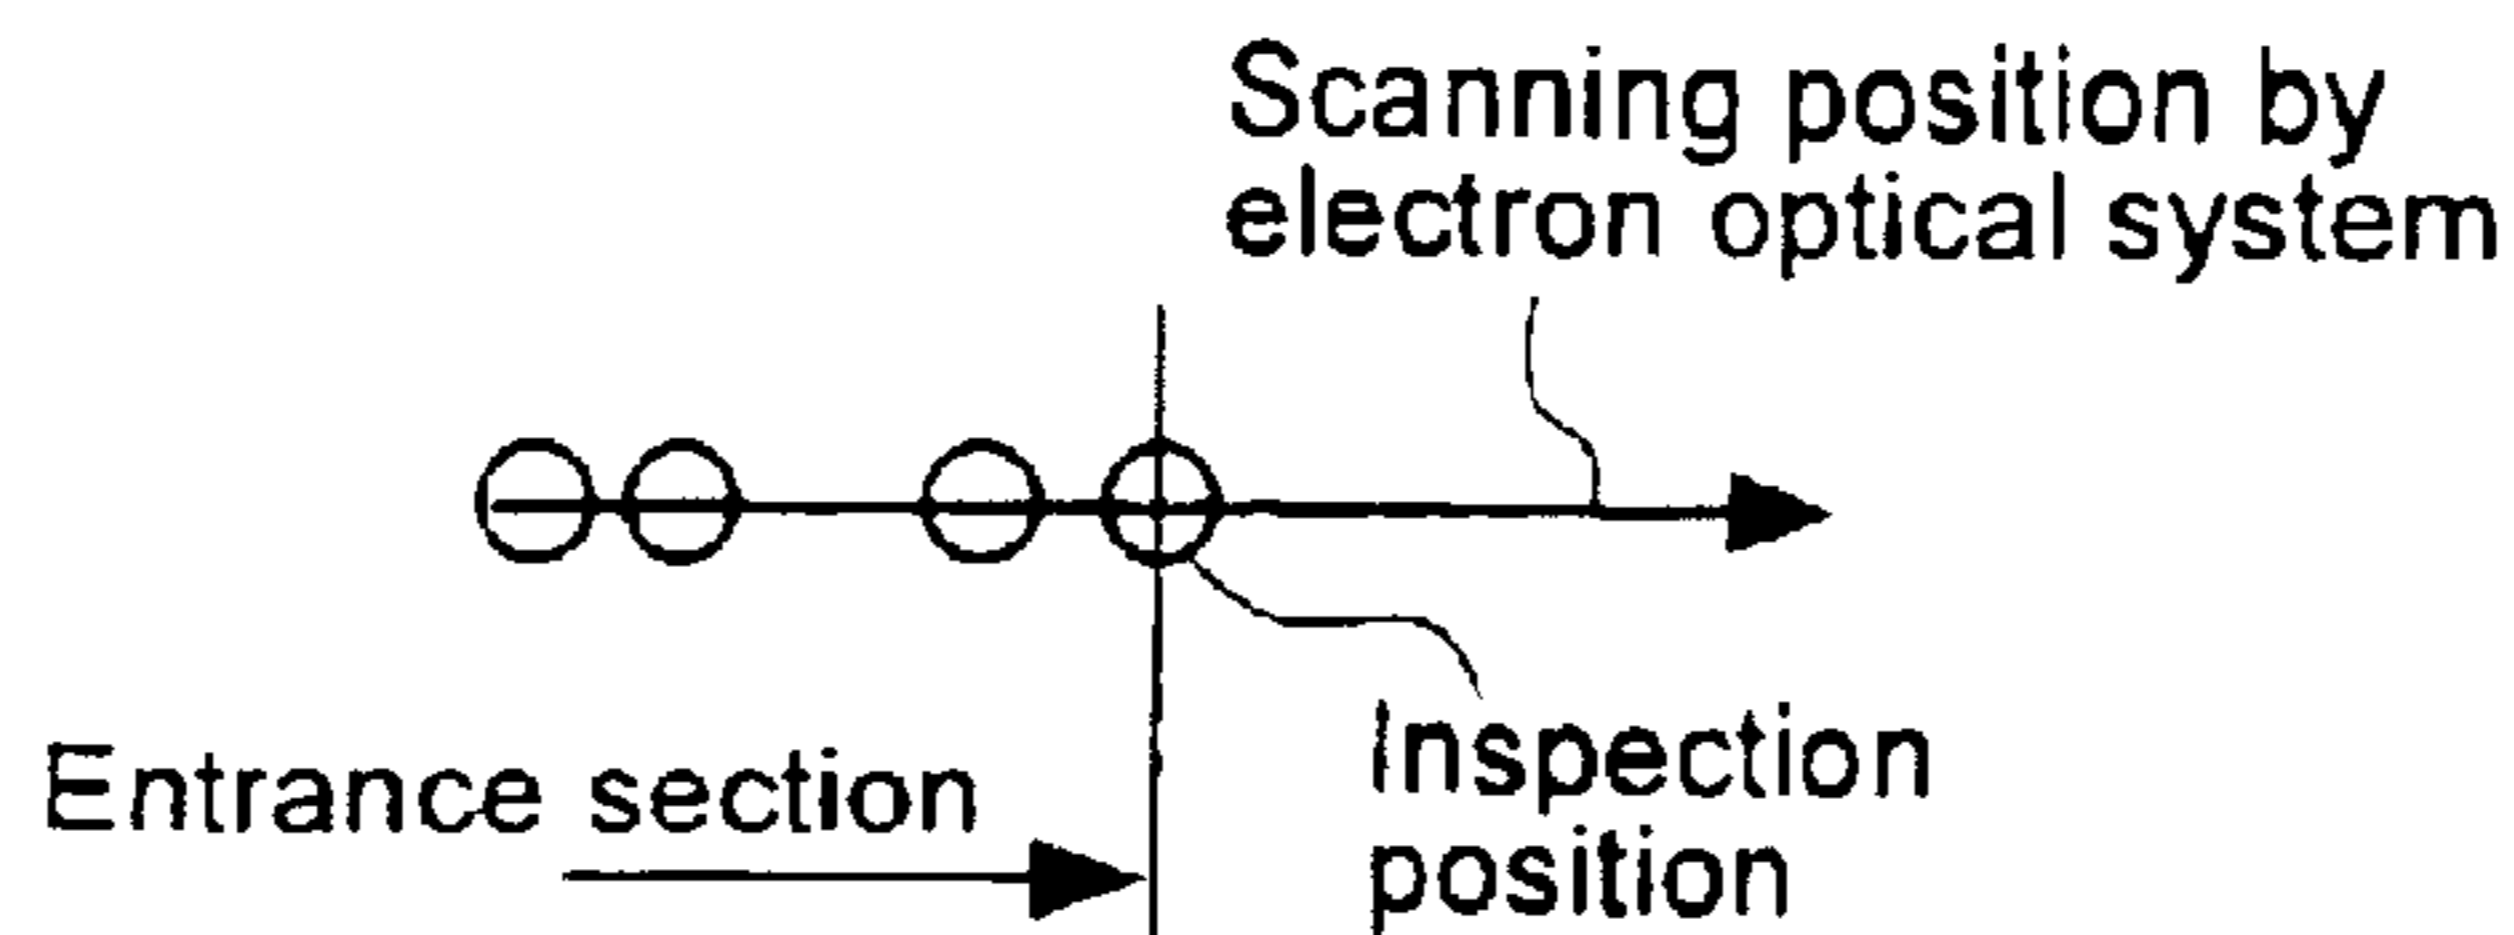 Scanning position by
electron optical system
Entrance section
Inspection
position